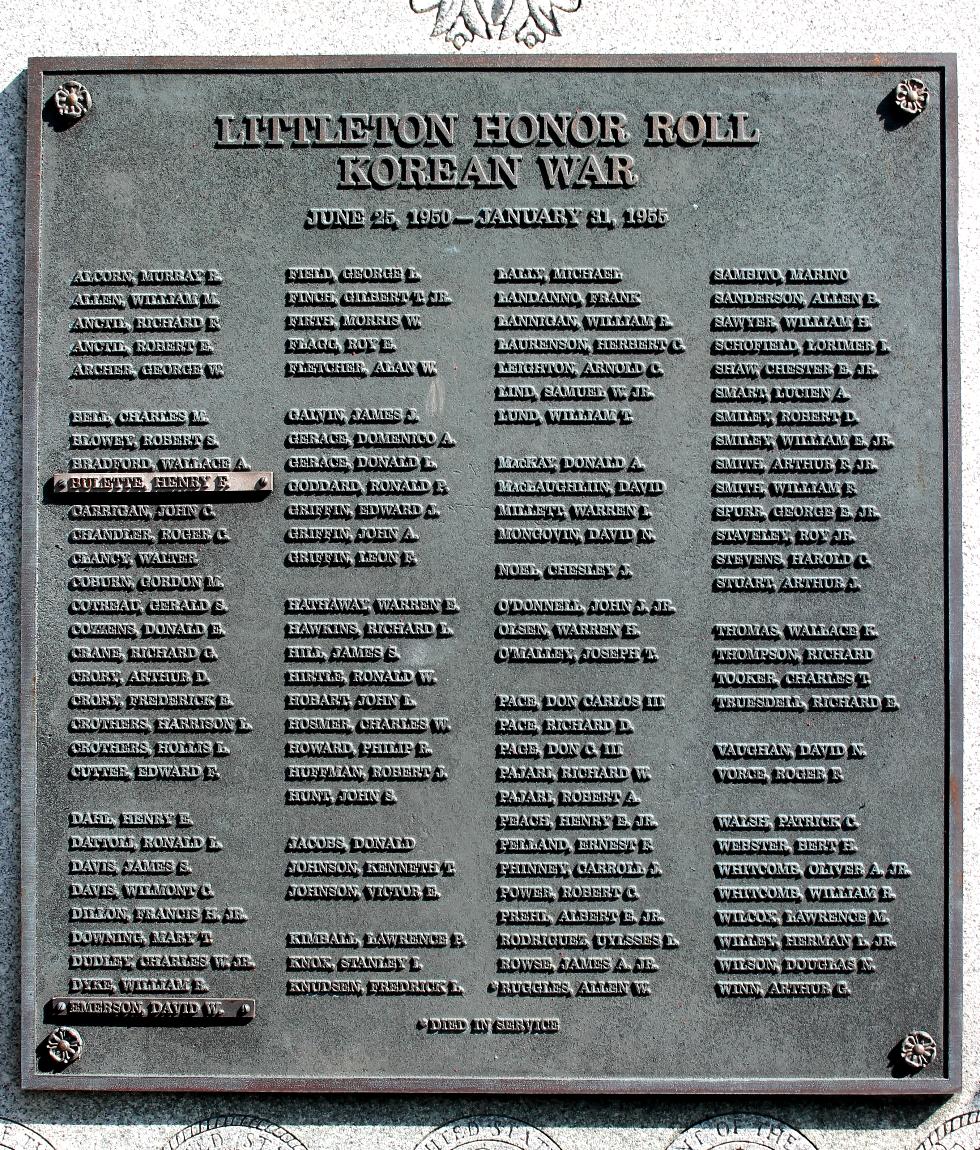 LITTLETON HONOR ROLL
KOREAN WAR
JUNE 25, 1950—JANUARY 31, 1955
ALCORN, MURRAY R.
ALLEN, WILLIAM M.
ANCTIL, RICHARD F.
ANCTIL, ROBERT E.
ARCHER, GEORGE W.
BELL, CHARLES M.
BLOWEY, ROBERT S.
BRADFORD, WALLACE A.
BULETTE, HENRY F.
CARRIGAN, JOHN C.
CHANDLER, ROGER C.
CLANCY, WALTER
COBURN, GORDON M.
COTREAU, GERALD S.
COZZENS, DONALD E.
CRANE, RICHARD G.
CRORY, ARTHUR D.
CRORY, FREDERICK E.
CROTHERS, HARRISON L.
CROTHERS, HOLLIS L.
CUTTER, EDWARD F.
DAHL, HENRY E.
DATTOLI, RONALD L.
DAVIS, JAMES S.
DAVIS, WILMONT C.
DILLON, FRANCIS H. JR.
DOWNING, MARY T.
DUDLEY, CHARLES W. JR.
DYKE, WILLIAM E.
EMERSON, DAVID W.
FIELD, GEORGE L.
FINCH, GILBERT T. JR.
FIRTH, MORRIS W.
FLAGG, ROY E.
FLETCHER, ALAN W.
GALVIN, JAMES J.
GERACE, DOMENICO A.
GERACE, DONALD L.
GODDARD, RONALD P.
GRIFFIN, EDWARD J.
GRIFFIN, JOHN A.
GRIFFIN, LEON F.
HATHAWAY, WARREN E.
HAWKINS, RICHARD L.
HILL, JAMES S.
HIRTLE, RONALD W.
HOBART, JOHN L.
HOSMER, CHARLES W.
HOWARD, PHILIP R.
HUFFMAN, ROBERT J.
HUNT, JOHN S.
JACOBS, DONALD
JOHNSON, KENNETH T.
JOHNSON, VICTOR E.
KIMBALL, LAWRENCE P.
KNOX, STANLEY I.
KNUDSEN, FREDRICK L.
LALLY, MICHAEL
LANDANNO, FRANK
LANNIGAN, WILLIAM R.
LAURENSON, HERBERT G.
LEIGHTON, ARNOLD C.
LIND, SAMUEL W. JR.
LUND, WILLIAM T.
MacKAY, DONALD A.
MacLAUGHLIN, DAVID
MILLETT, WARREN I.
MONGOVIN, DAVID N.
NOEL, CHESLEY J.
O'DONNELL, JOHN J. JR.
OLSEN, WARREN H.
O'MALLEY, JOSEPH T.
PACE, DON CARLOS III
PACE, RICHARD D.
PAGE, DON C. III
PAJARI, RICHARD W.
PAJARI, ROBERT A.
PEACH, HENRY E. JR.
PELLAND, ERNEST F.
PHINNEY, CARROLL J.
POWER, ROBERT C.
PREHL, ALBERT E. JR.
RODRIGUEZ, UYLSSES L.
ROWSE, JAMES A. JR.
*RUGGLES, ALLEN W.
SAMBITO, MARINO
SANDERSON, ALLEN B.
SAWYER, WILLIAM H.
SCHOFIELD, LORIMER L.
SHAW, CHESTER E. JR.
SMART, LUCIEN A.
SMILEY, ROBERT D.
SMILEY, WILLIAM E. JR.
SMITH, ARTHUR F. JR.
SMITH, WILLIAM F.
SPURR, GEORGE E. JR.
STAVELEY, ROY JR.
STEVENS, HAROLD C.
STUART, ARTHUR J.
THOMAS, WALLACE K.
THOMPSON, RICHARD
TOOKER, CHARLES T.
TRUESDELL, RICHARD E.
VAUGHAN, DAVID N.
VORCE, ROGER F.
WALSH, PATRICK C.
WEBSTER, BERT H.
WHITCOMB, OLIVER A. JR.
WHITCOMB, WILLIAM R.
WILCOX, LAWRENCE M.
WILLEY, HERMAN L. JR.
WILSON, DOUGLAS N.
WINN, ARTHUR G.
*DIED IN SERVICE